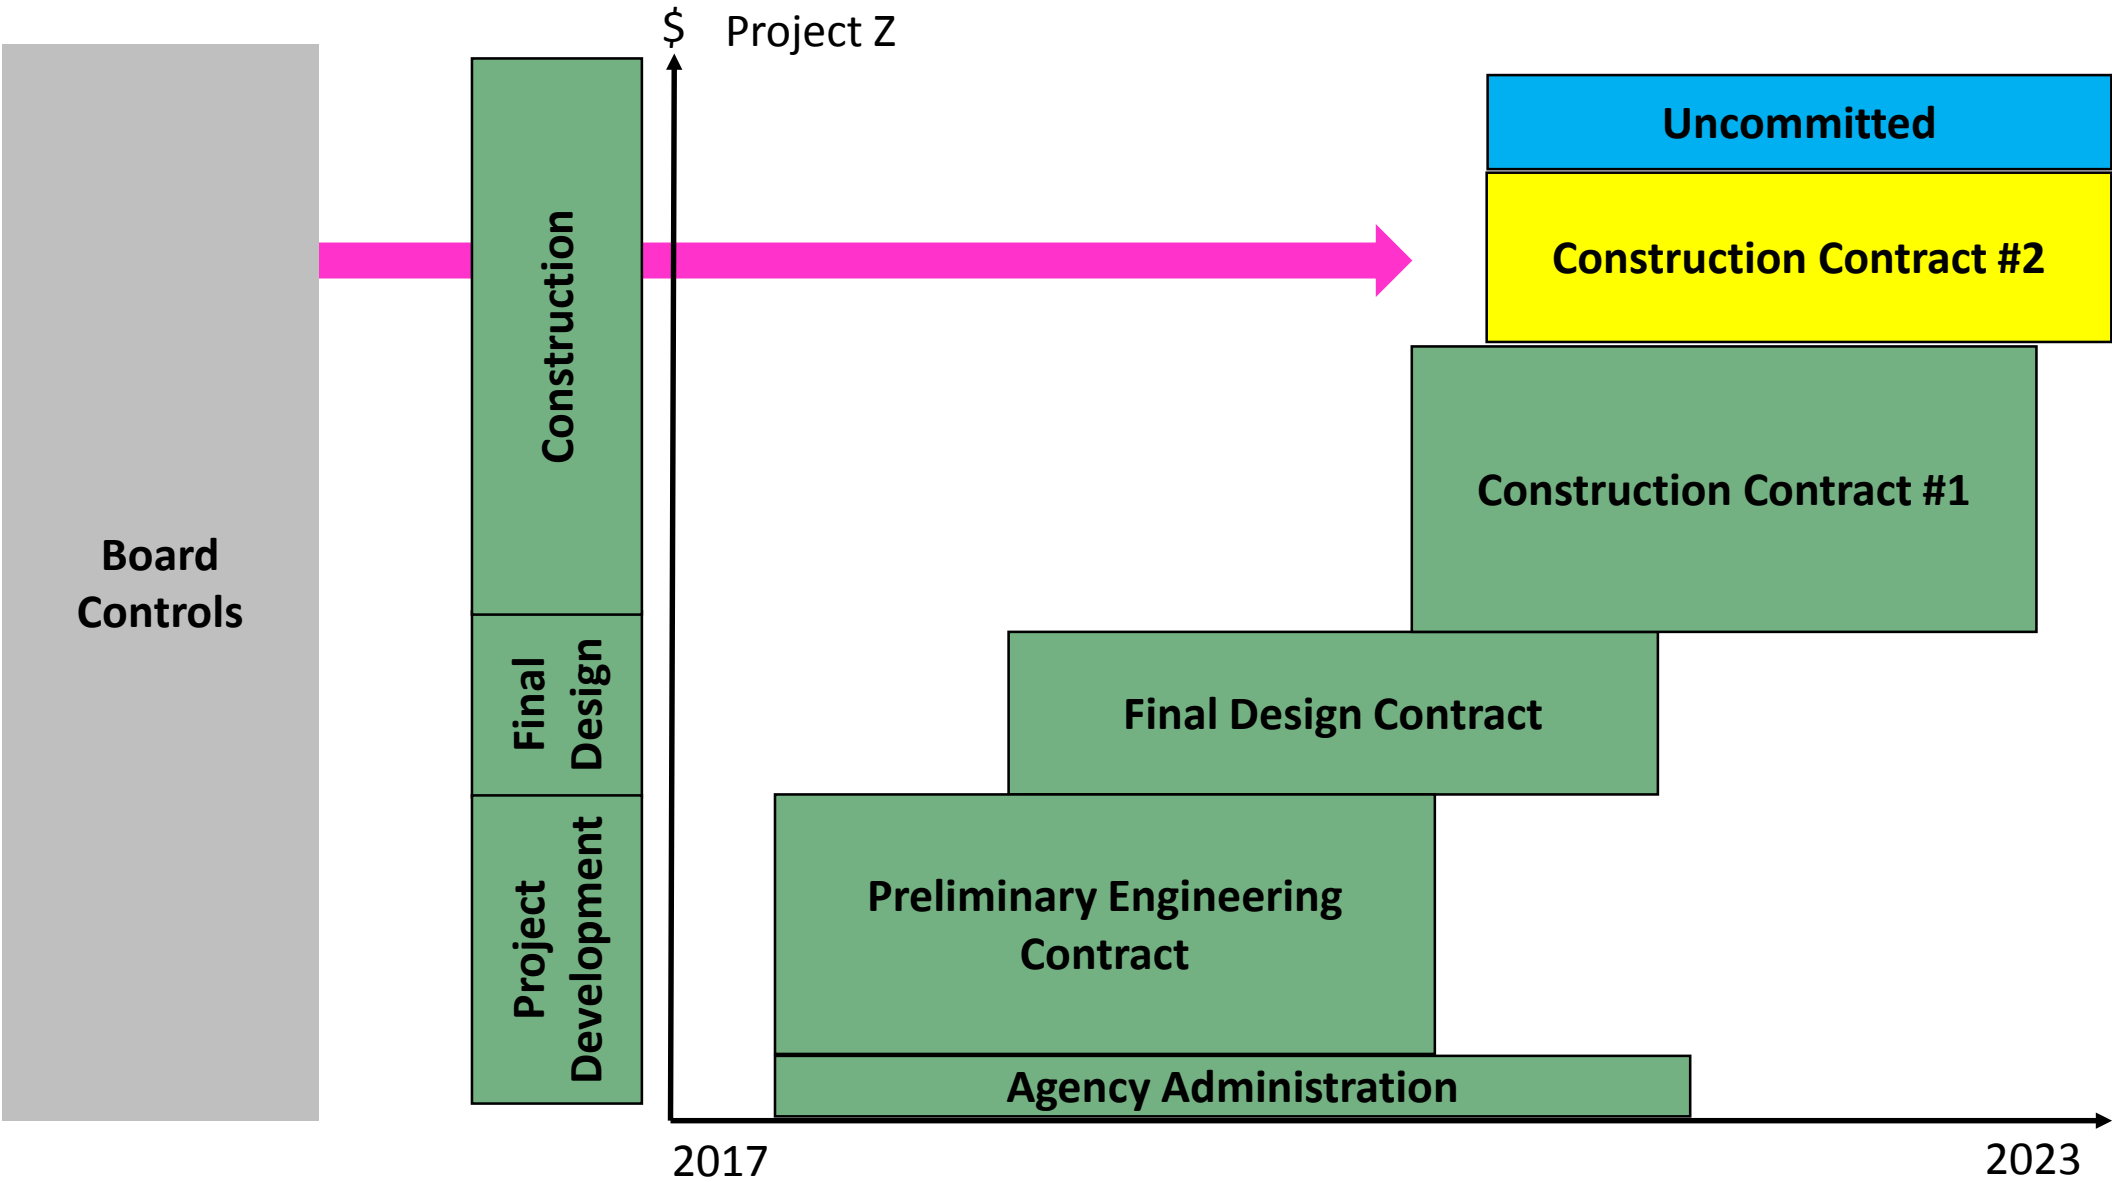 $ Project Z
Board
Controls
Construction
Final
Design
Project
Development
Uncommitted
Construction Contract #2
Construction Contract #1
Final Design Contract
Preliminary Engineering
Contract
Agency Administration
2017
2023